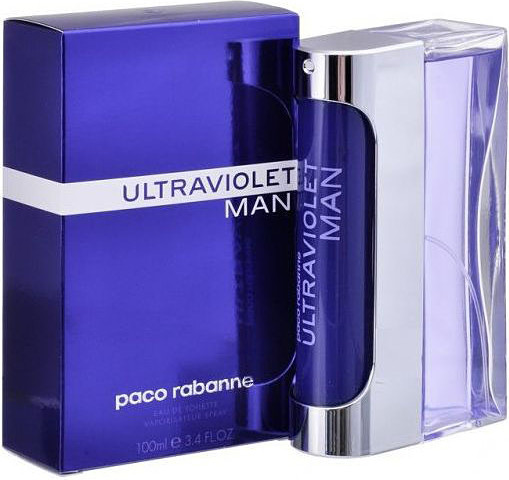 ULTRAVIOLET
MAN
paco rabanne
EAU DE TOILETTE
VAPORISATEUR SPRAY
100ml e 3.4 FL.OZ
ULTRAVIOLET
MAN
paco rabanne